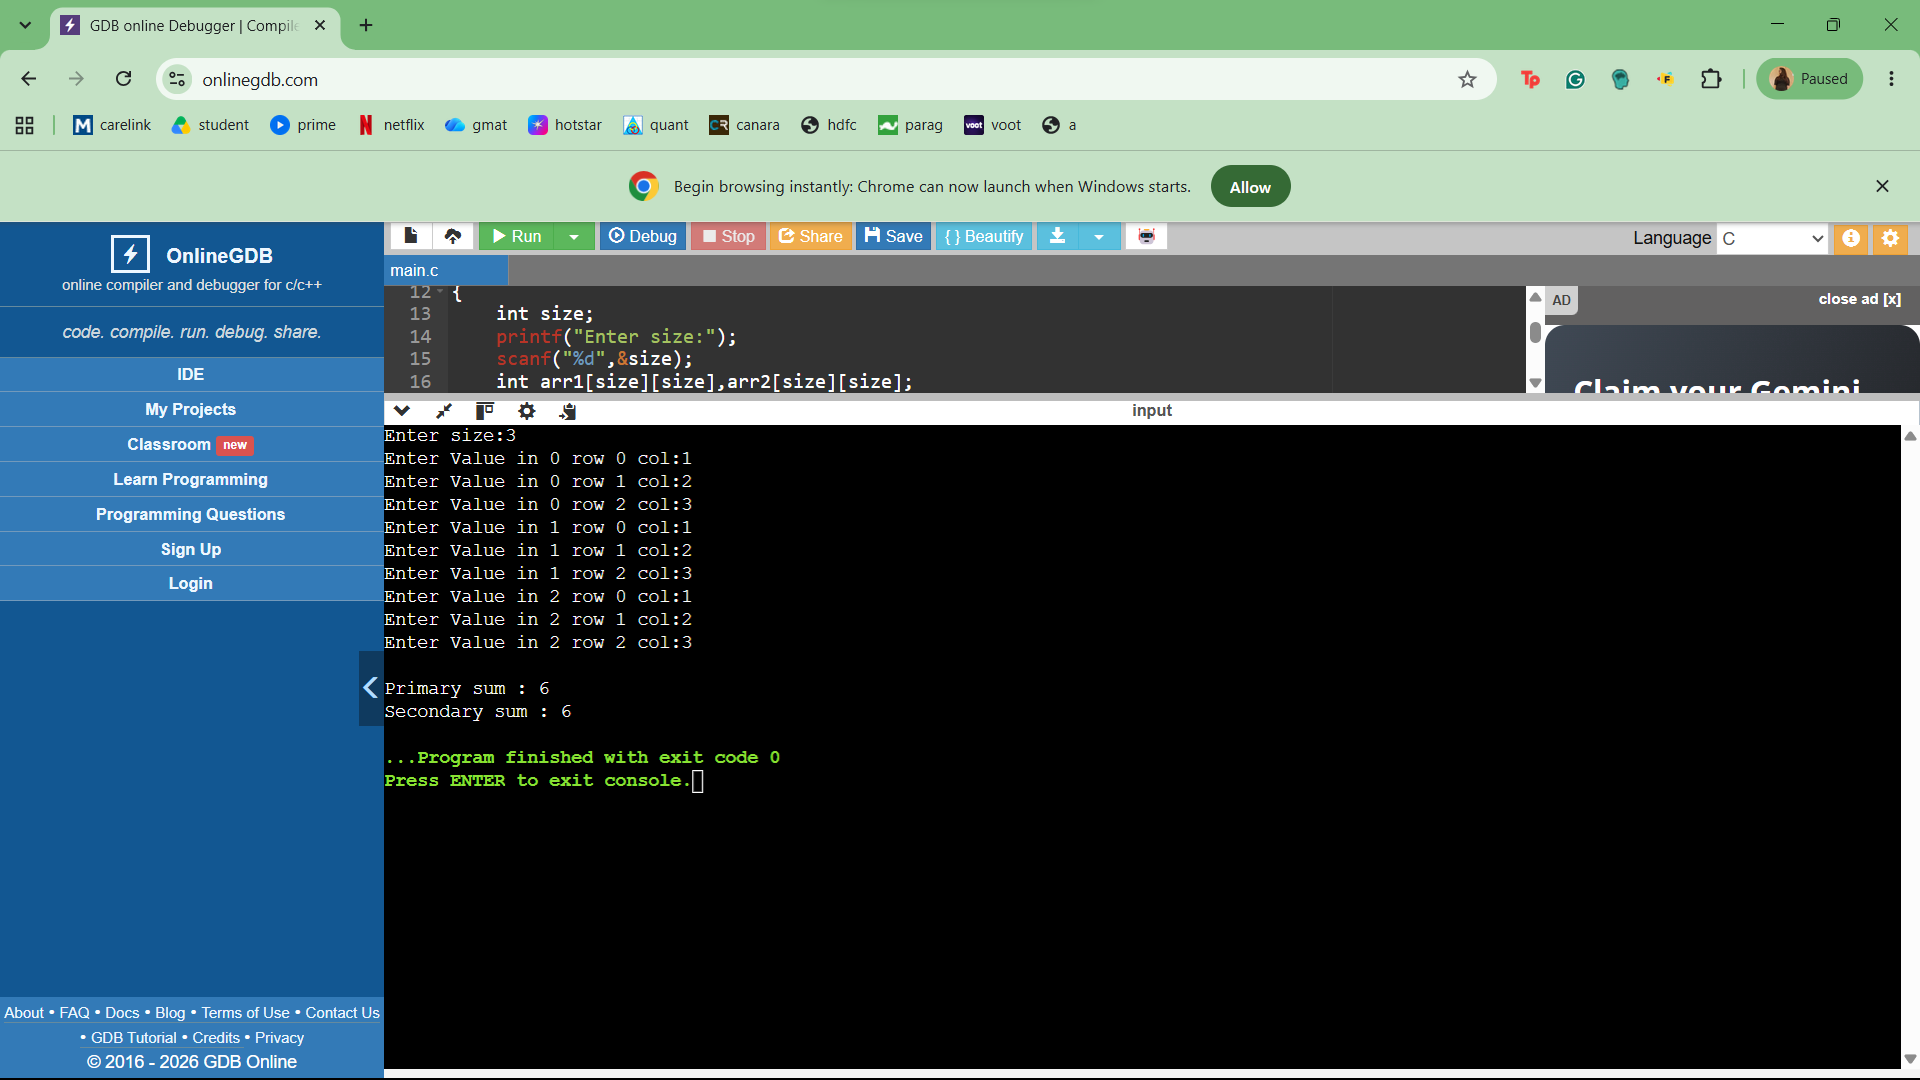 GDB online Debugger | Compile
onlinegdb.com
Paused
carelink student prime netflix gmat hotstar quant canara hdfc parag voot a
Begin browsing instantly: Chrome can now launch when Windows starts. Allow
OnlineGDB
online compiler and debugger for c/c++
code. compile. run. debug. share.
IDE
My Projects
Classroom new
Learn Programming
Programming Questions
Sign Up
Login
About • FAQ • Docs • Blog • Terms of Use • Contact Us
• GDB Tutorial • Credits • Privacy
© 2016 - 2026 GDB Online
Run Debug Stop Share Save { } Beautify Language C
main.c
12 {
13 int size;
14 printf("Enter size:");
15 scanf("%d",&size);
16 int arr1[size][size],arr2[size][size];
AD close ad [x]
Claim your Gemini
input
Enter size:3
Enter Value in 0 row 0 col:1
Enter Value in 0 row 1 col:2
Enter Value in 0 row 2 col:3
Enter Value in 1 row 0 col:1
Enter Value in 1 row 1 col:2
Enter Value in 1 row 2 col:3
Enter Value in 2 row 0 col:1
Enter Value in 2 row 1 col:2
Enter Value in 2 row 2 col:3
Primary sum : 6
Secondary sum : 6
...Program finished with exit code 0
Press ENTER to exit console.